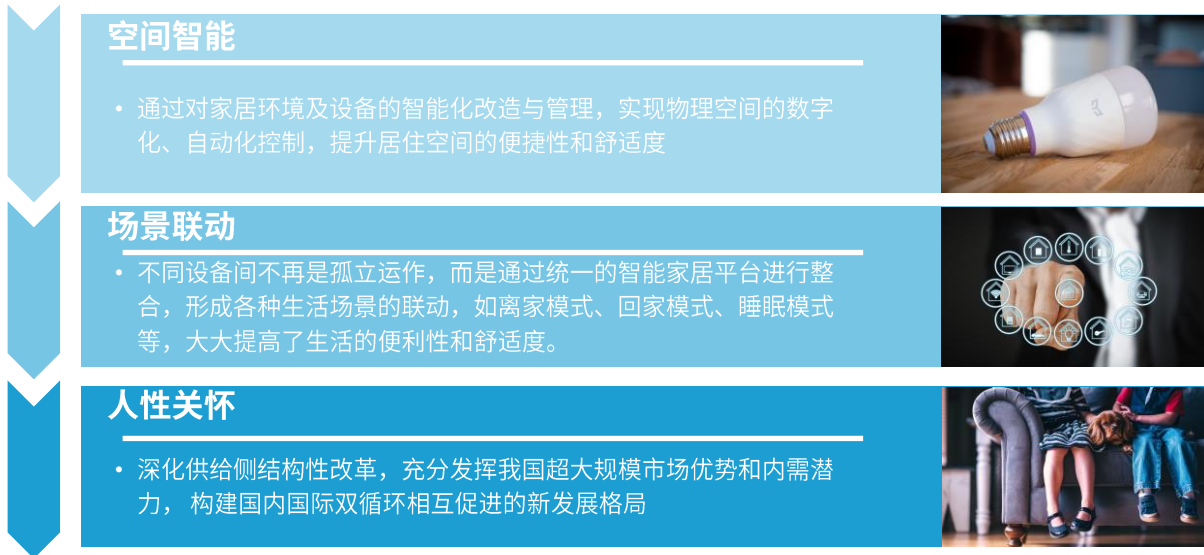 空间智能
• 通过对家居环境及设备的智能化改造与管理，实现物理空间的数字
化、自动化控制，提升居住空间的便捷性和舒适度
场景联动
• 不同设备间不再是孤立运作，而是通过统一的智能家居平台进行整
合，形成各种生活场景的联动，如离家模式、回家模式、睡眠模式
等，大大提高了生活的便利性和舒适度。
人性关怀
• 深化供给侧结构性改革，充分发挥我国超大规模市场优势和内需潜
力， 构建国内国际双循环相互促进的新发展格局